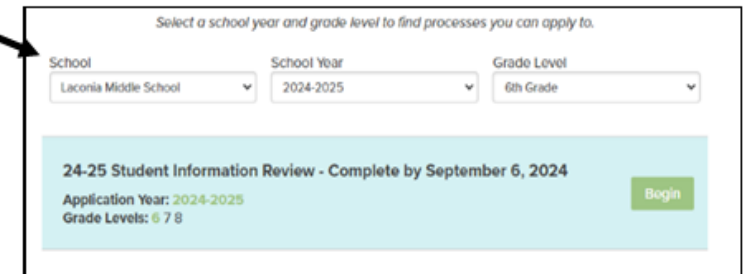 Select a school year and grade level to find processes you can apply to.
School School Year Grade Level
Laconia Middle School 2024-2025 6th Grade
24-25 Student Information Review - Complete by September 6, 2024
Begin
Application Year: 2024-2025
Grade Levels: 6 7 8